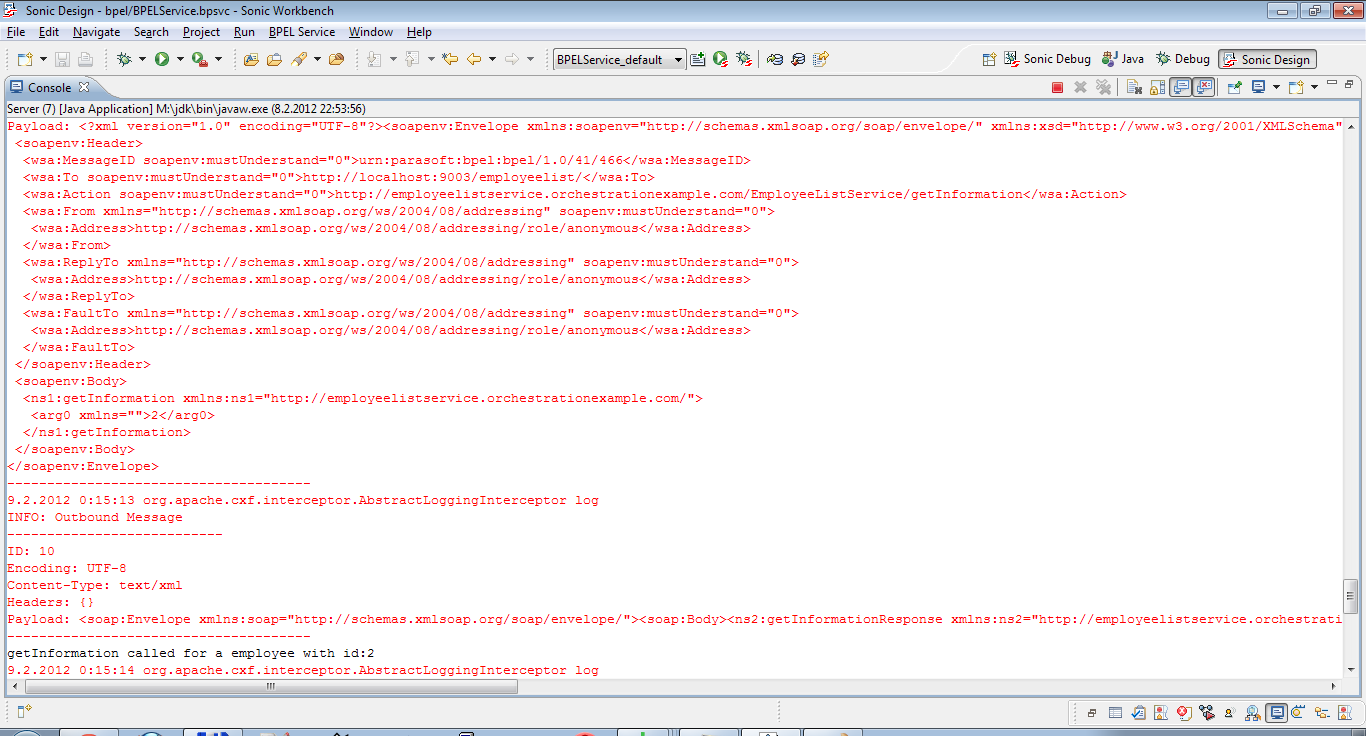 Sonic Design - bpel/BPELService.bpsvc - Sonic Workbench
File Edit Navigate Search Project Run BPEL Service Window Help
BPELService_default Sonic Debug Java Debug Sonic Design
Console
Server (7) [Java Application] M:\jdk\bin\javaw.exe (8.2.2012 22:53:56)
Payload: <?xml version="1.0" encoding="UTF-8"?><soapenv:Envelope xmlns:soapenv="http://schemas.xmlsoap.org/soap/envelope/" xmlns:xsd="http://www.w3.org/2001/XMLSchema"
<soapenv:Header>
<wsa:MessageID soapenv:mustUnderstand="0">urn:parasoft:bpel:bpel/1.0/41/466</wsa:MessageID>
<wsa:To soapenv:mustUnderstand="0">http://localhost:9003/employeelist/</wsa:To>
<wsa:Action soapenv:mustUnderstand="0">http://employeelistservice.orchestrationexample.com/EmployeeListService/getInformation</wsa:Action>
<wsa:From xmlns="http://schemas.xmlsoap.org/ws/2004/08/addressing" soapenv:mustUnderstand="0">
<wsa:Address>http://schemas.xmlsoap.org/ws/2004/08/addressing/role/anonymous</wsa:Address>
</wsa:From>
<wsa:ReplyTo xmlns="http://schemas.xmlsoap.org/ws/2004/08/addressing" soapenv:mustUnderstand="0">
<wsa:Address>http://schemas.xmlsoap.org/ws/2004/08/addressing/role/anonymous</wsa:Address>
</wsa:ReplyTo>
<wsa:FaultTo xmlns="http://schemas.xmlsoap.org/ws/2004/08/addressing" soapenv:mustUnderstand="0">
<wsa:Address>http://schemas.xmlsoap.org/ws/2004/08/addressing/role/anonymous</wsa:Address>
</wsa:FaultTo>
</soapenv:Header>
<soapenv:Body>
<ns1:getInformation xmlns:ns1="http://employeelistservice.orchestrationexample.com/">
<arg0 xmlns="">2</arg0>
</ns1:getInformation>
</soapenv:Body>
</soapenv:Envelope>
--------------------------------------
9.2.2012 0:15:13 org.apache.cxf.interceptor.AbstractLoggingInterceptor log
INFO: Outbound Message
---------------------------
ID: 10
Encoding: UTF-8
Content-Type: text/xml
Headers: {}
Payload: <soap:Envelope xmlns:soap="http://schemas.xmlsoap.org/soap/envelope/"><soap:Body><ns2:getInformationResponse xmlns:ns2="http://employeelistservice.orchestrati
--------------------------------------
getInformation called for a employee with id:2
9.2.2012 0:15:14 org.apache.cxf.interceptor.AbstractLoggingInterceptor log